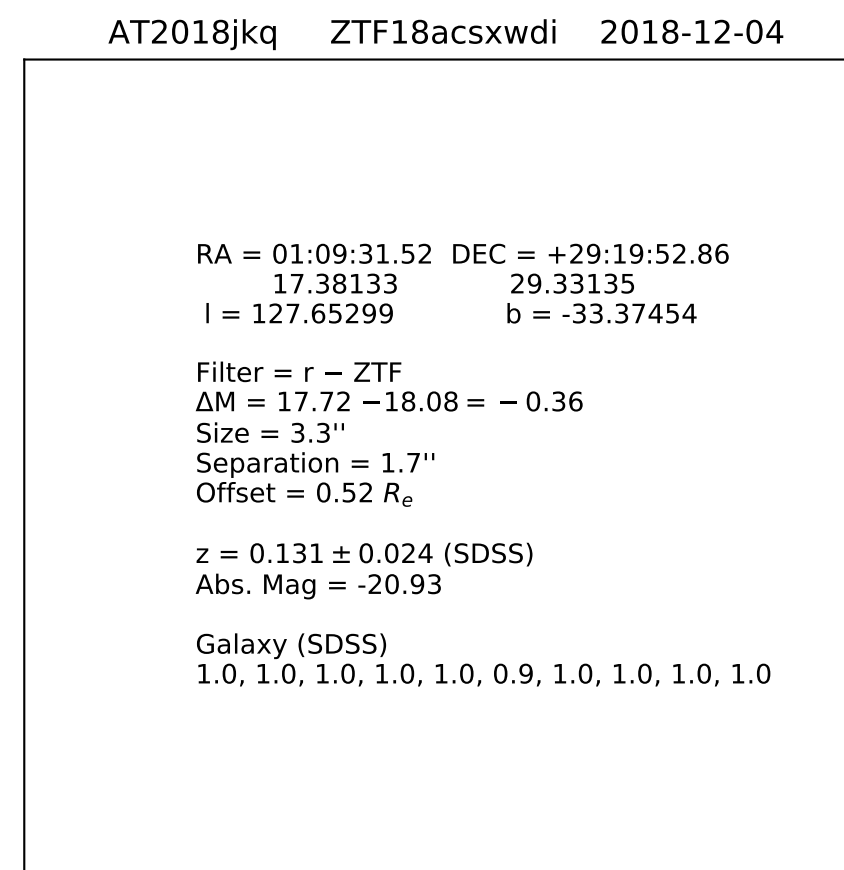 AT2018jkq ZTF18acsxwdi 2018-12-04
RA = 01:09:31.52 DEC = +29:19:52.86
17.38133 29.33135
l = 127.65299 b = -33.37454
Filter = r − ZTF
ΔM = 17.72 −18.08 = − 0.36
Size = 3.3''
Separation = 1.7''
Offset = 0.52 Re
z = 0.131 ± 0.024 (SDSS)
Abs. Mag = -20.93
Galaxy (SDSS)
1.0, 1.0, 1.0, 1.0, 1.0, 0.9, 1.0, 1.0, 1.0, 1.0